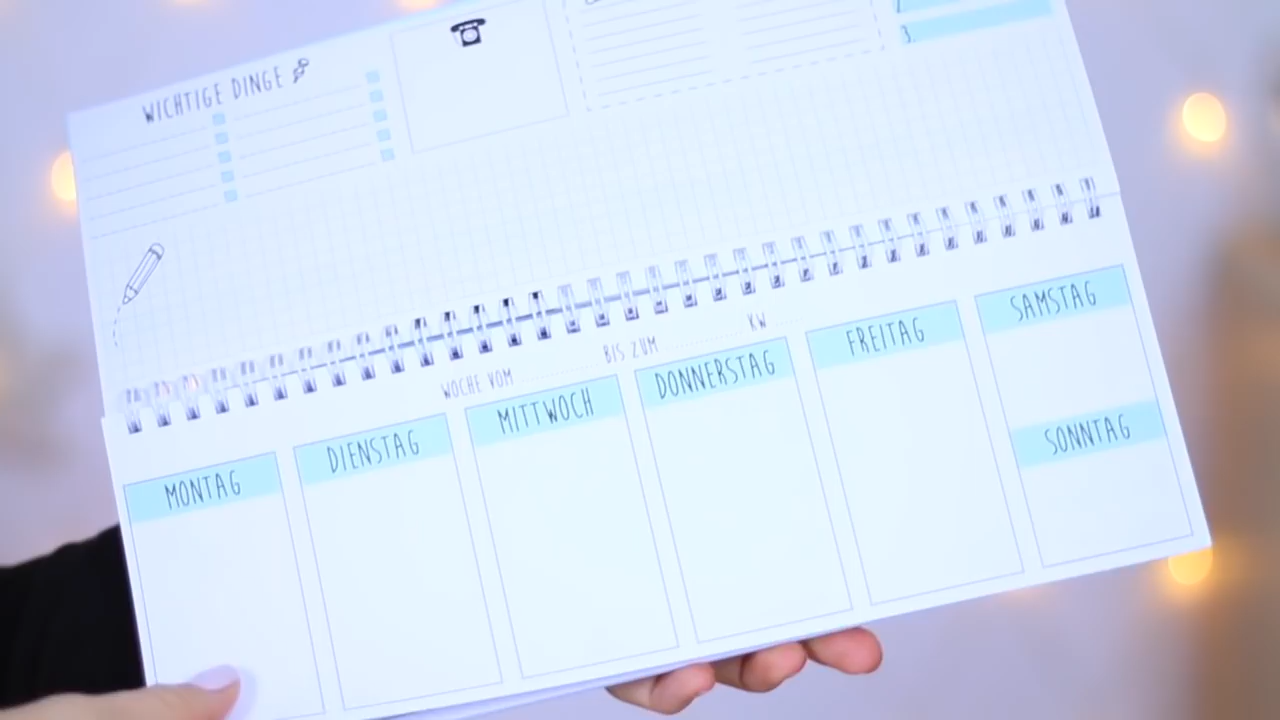 WICHTIGE DINGE
3.
WOCHE VOM .......... BIS ZUM .......... KW ......
MONTAG
DIENSTAG
MITTWOCH
DONNERSTAG
FREITAG
SAMSTAG
SONNTAG